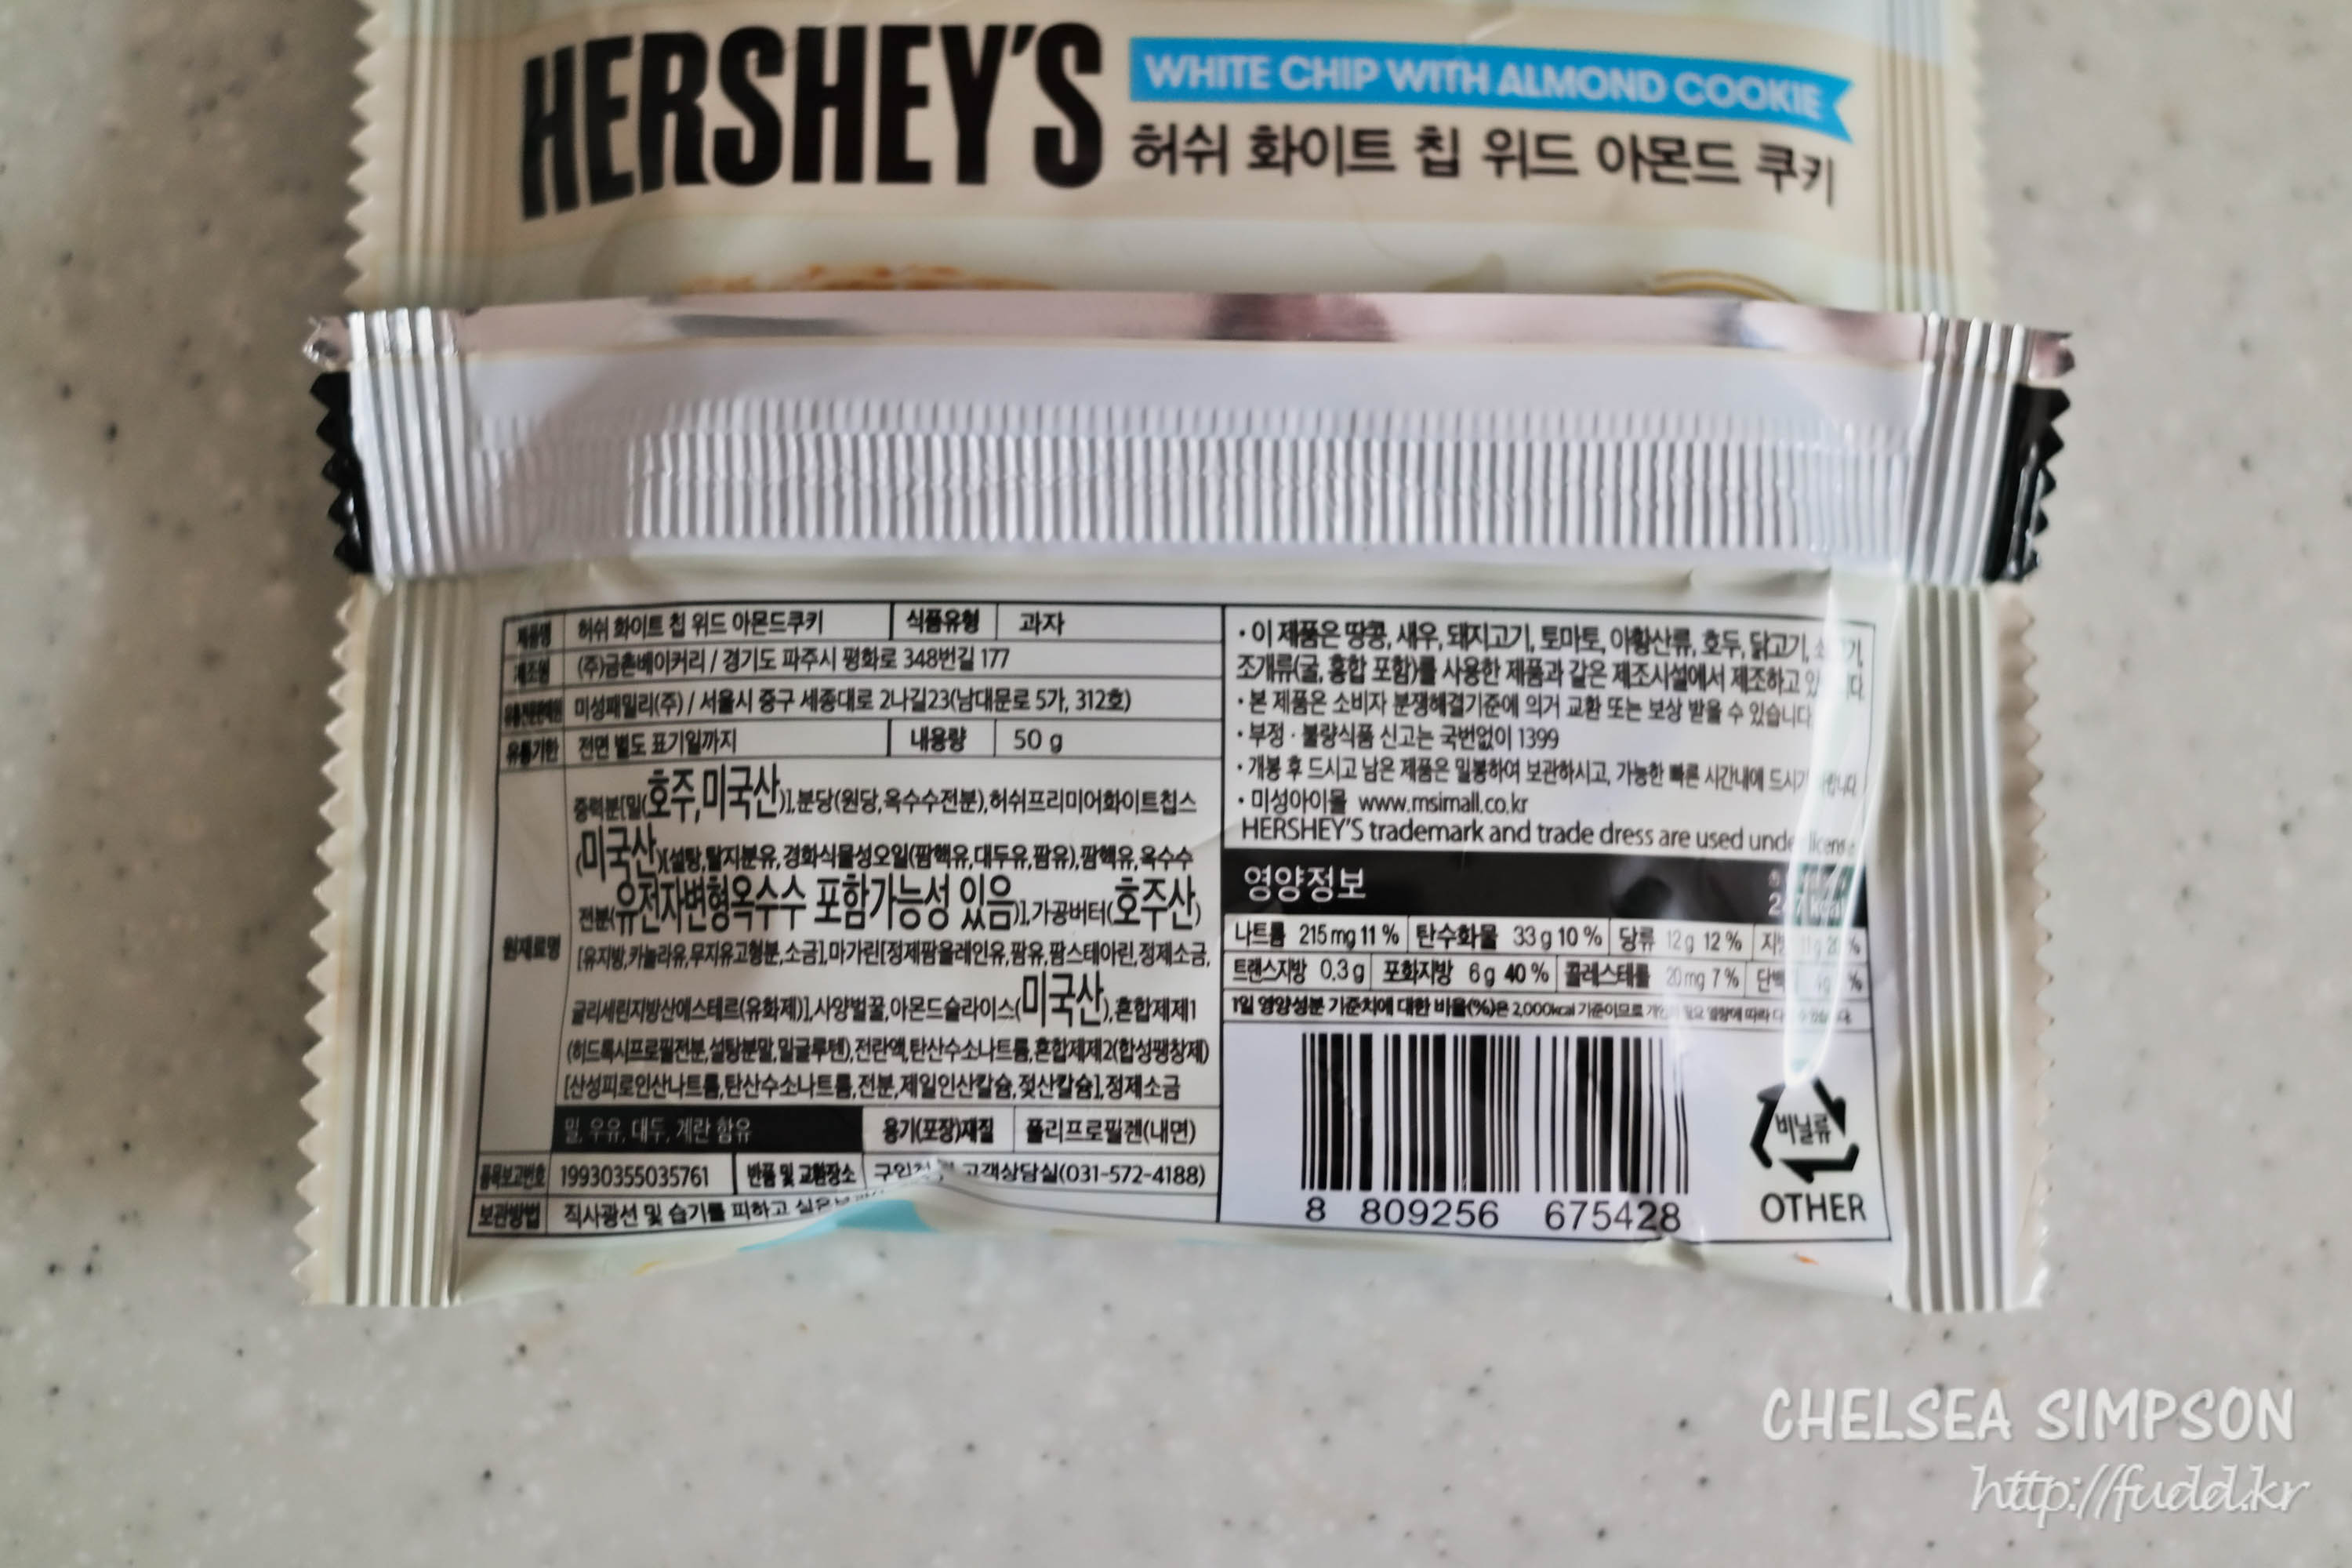 HERSHEY'S
WHITE CHIP WITH ALMOND COOKIE
허쉬 화이트 칩 위드 아몬드 쿠키
제품명 허쉬 화이트 칩 위드 아몬드쿠키 식품유형 과자
제조원 (주)금촌베이커리 / 경기도 파주시 평화로 348번길 177
미성패밀리(주) / 서울시 중구 세종대로 2나길23(남대문로 5가, 312호)
유통기한 전면 별도 표기일까지 내용량 50 g
원재료명
중력분[밀(호주,미국산)],분당(원당,옥수수전분),허쉬프리미어화이트칩스
(미국산)[설탕,탈지분유,경화식물성오일(팜핵유,대두유,팜유),팜핵유,옥수수
전분(유전자변형옥수수 포함가능성 있음)],가공버터(호주산)
[유지방,카놀라유,무지유고형분,소금],마가린[정제팜올레인유,팜유,팜스테아린,정제소금,
글리세린지방산에스테르(유화제)],사양벌꿀,아몬드슬라이스(미국산),혼합제제1
(히드록시프로필전분,설탕분말,밀글루텐),전란액,탄산수소나트륨,혼합제제2(합성팽창제)
[산성피로인산나트륨,탄산수소나트륨,전분,제일인산칼슘,젖산칼슘],정제소금
밀, 우유, 대두, 계란 함유 용기(포장)재질 폴리프로필렌(내면)
품목보고번호 19930355035761 반품 및 교환장소 고객상담실(031-572-4188)
보관방법 직사광선 및 습기를 피하고
• 이 제품은 땅콩, 새우, 돼지고기, 토마토, 아황산류, 호두, 닭고기,
조개류(굴, 홍합 포함)를 사용한 제품과 같은 제조시설에서 제조하고
• 본 제품은 소비자 분쟁해결기준에 의거 교환 또는 보상 받을 수 있습니다
• 부정 · 불량식품 신고는 국번없이 1399
• 개봉 후 드시고 남은 제품은 밀봉하여 보관하시고, 가능한 빠른 시간내에
• 미성아이몰 www.msimall.co.kr
HERSHEY'S trademark and trade dress are used under license
영양정보
나트륨 215 mg 11 % 탄수화물 33 g 10 % 당류 12 g 12 %
트랜스지방 0.3 g 포화지방 6 g 40 % 콜레스테롤 20 mg 7 %
1일 영양성분 기준치에 대한 비율(%)은 2,000kcal 기준이므로
8 809256 675428
비닐류
OTHER
CHELSEA SIMPSON
http://fudd.kr